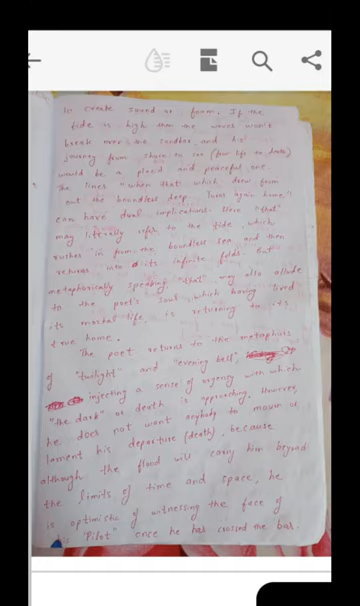 to create sound or foam. If the
tide is high then the waves won't
break over the sandbar and his
journey from shore to sea (from life to death)
would be a placid and peaceful one.
The lines "when that which drew from
out the boundless deep, Turns again home"
can have dual implications. Here "that"
may literally refer to the tide which
rushes in from the boundless sea and then
returns into its infinite folds. But
metaphorically speaking "that" may also allude
to the poet's soul which having lived
its mortal life, is returning to its
true home.
The poet returns to the metaphors
of "twilight" and "evening bell",
injecting a sense of urgency with which
"the dark" or death is approaching. However,
he does not want anybody to mourn or
lament his departure (death), because
although the flood will carry him beyond
the limits of time and space, he
is optimistic of witnessing the face of
"Pilot" once he has crossed the bar.